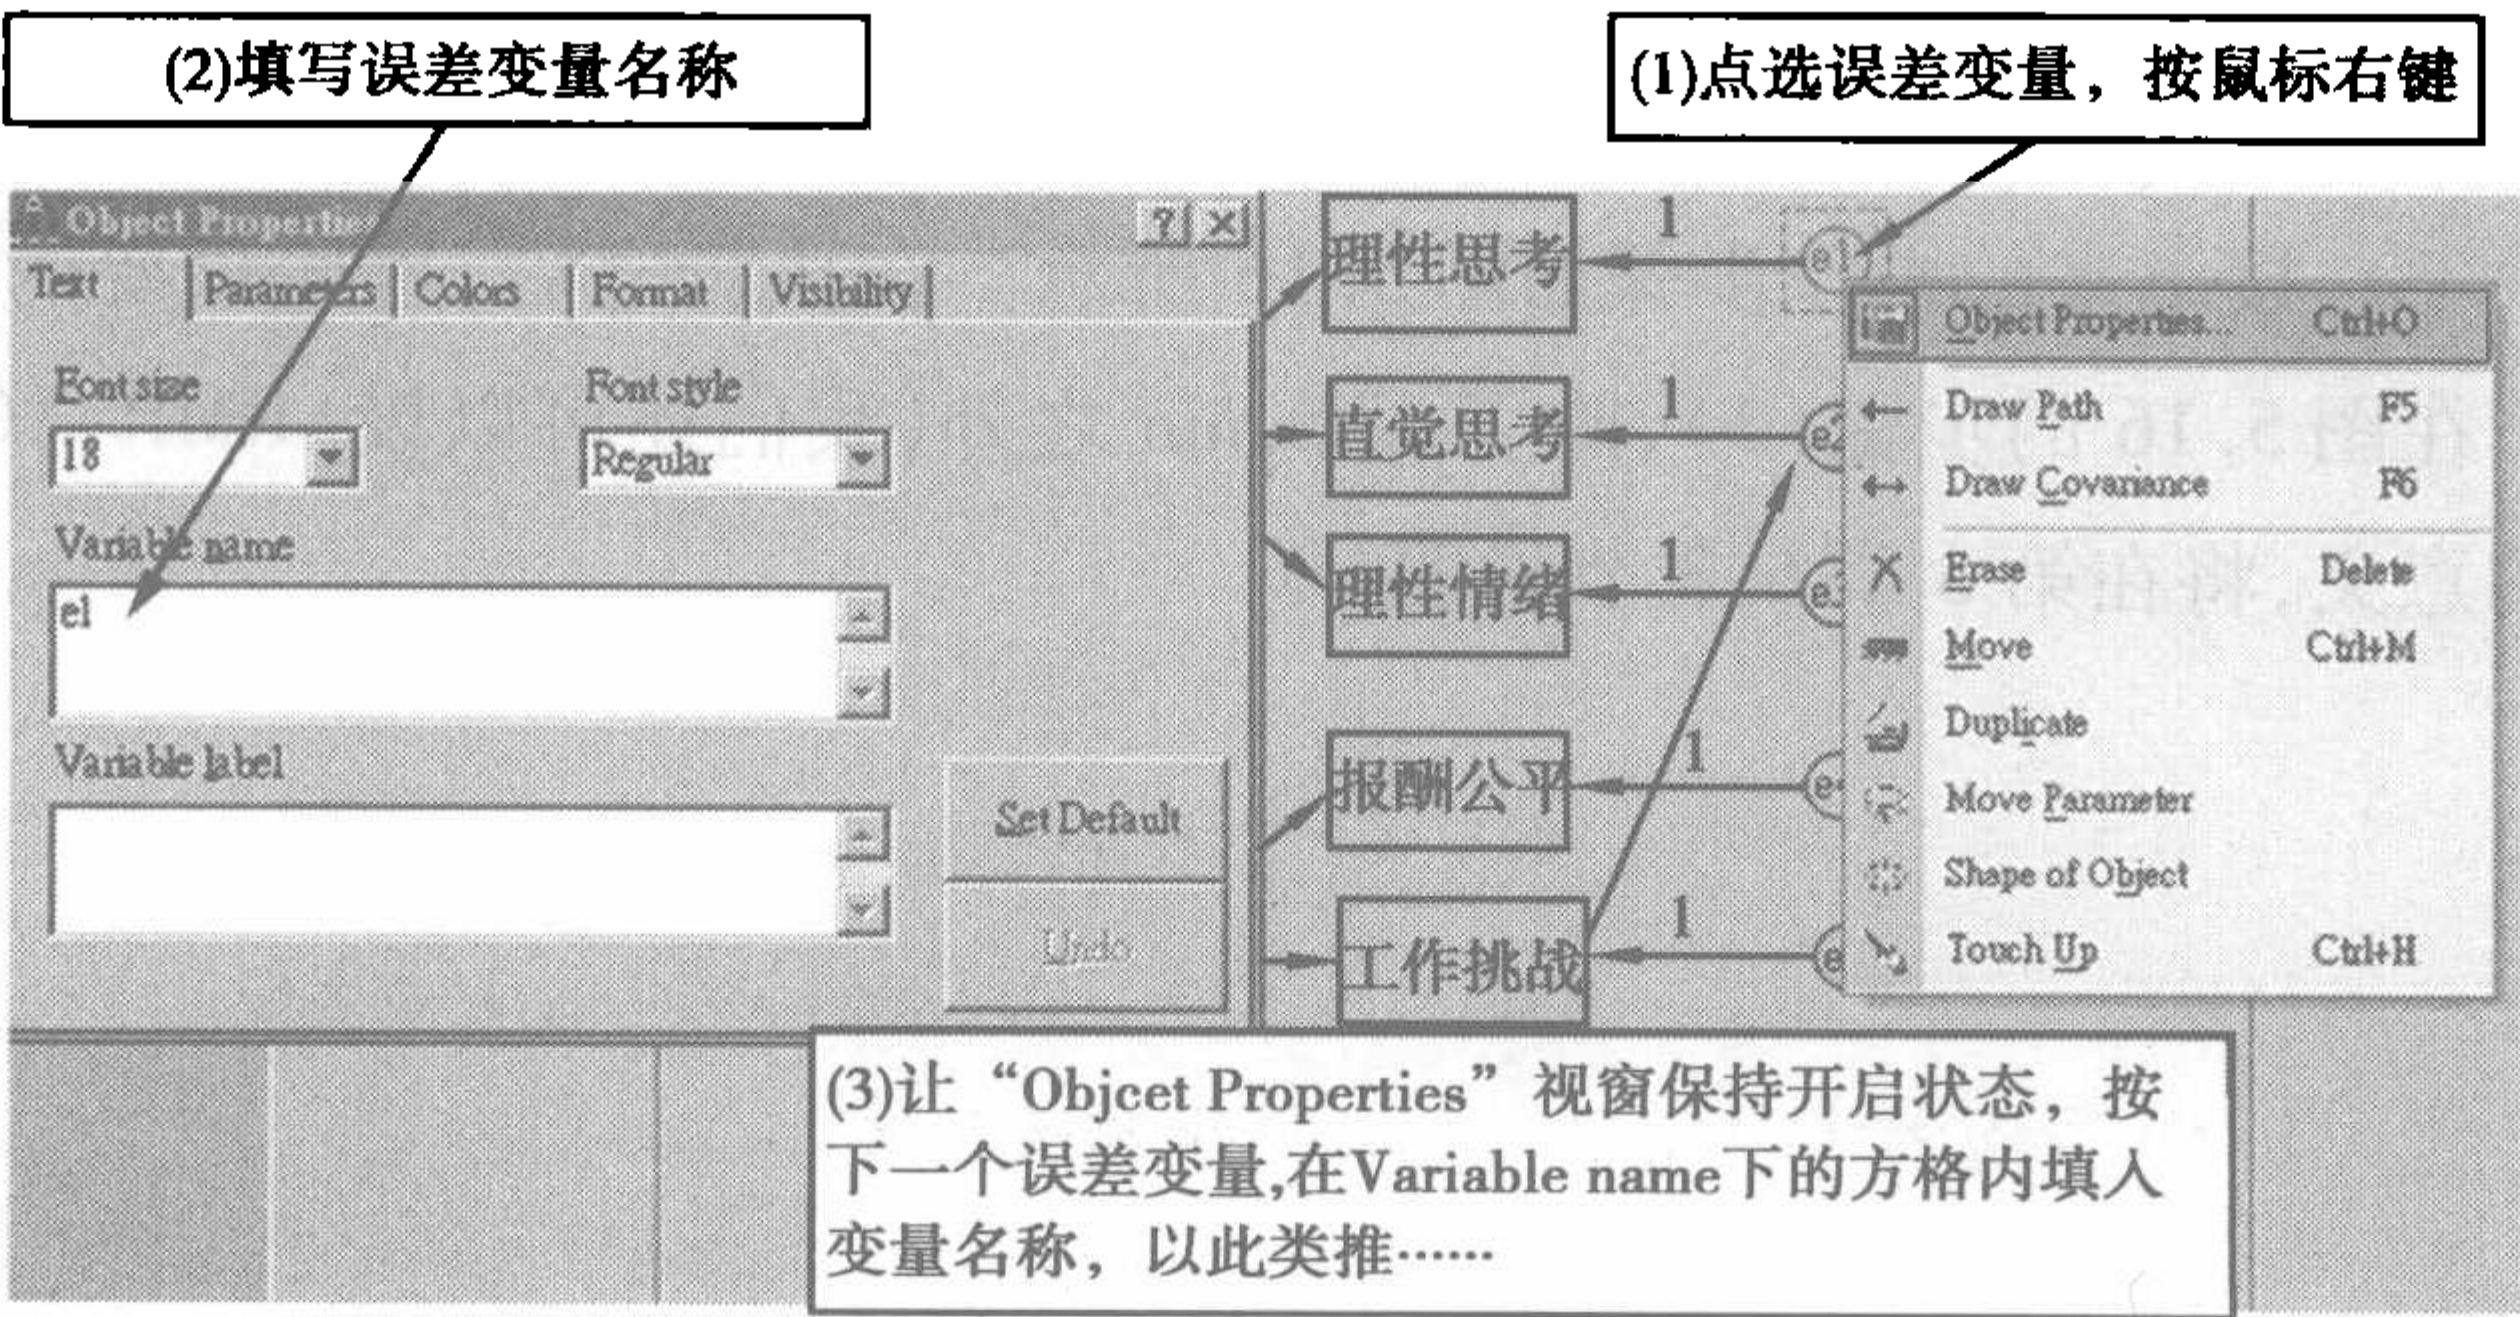 (2)填写误差变量名称
(1)点选误差变量，按鼠标右键
Object Properties
Text Parameters Colors Format Visibility
Font size Font style
18 Regular
Variable name
e1
Variable label
Set Default
Undo
理性思考 1 e1
直觉思考 1 e2
理性情绪 1 e3
报酬公平 1
工作挑战 1
Object Properties... Ctrl+O
Draw Path F5
Draw Covariance F6
Erase Delete
Move Ctrl+M
Duplicate
Move Parameter
Shape of Object
Touch Up Ctrl+H
(3)让“Objcet Properties”视窗保持开启状态，按
下一个误差变量,在Variable name下的方格内填入
变量名称，以此类推……